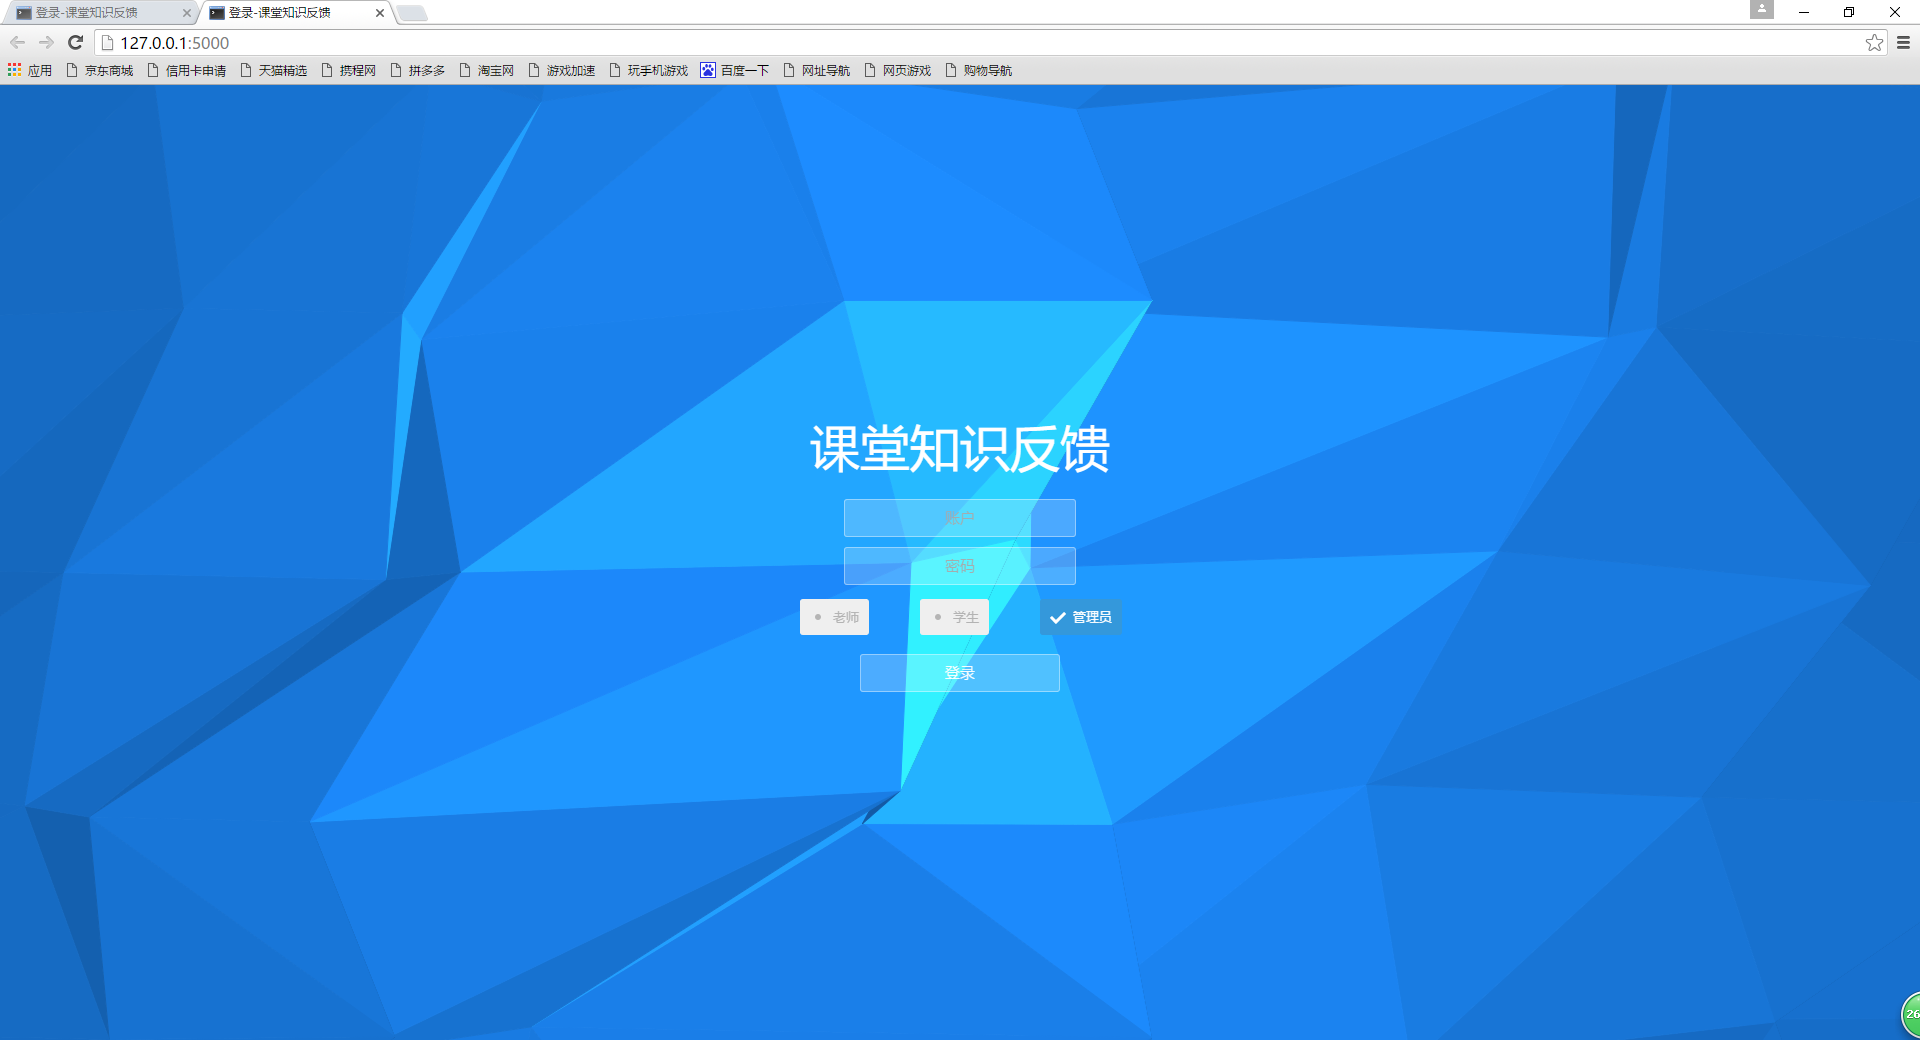 登录-课堂知识反馈
登录-课堂知识反馈
127.0.0.1:5000
应用 京东商城 信用卡申请 天猫精选 携程网 拼多多 淘宝网 游戏加速 玩手机游戏 百度一下 网址导航 网页游戏 购物导航
课堂知识反馈
账户
密码
老师 学生 管理员
登录
26